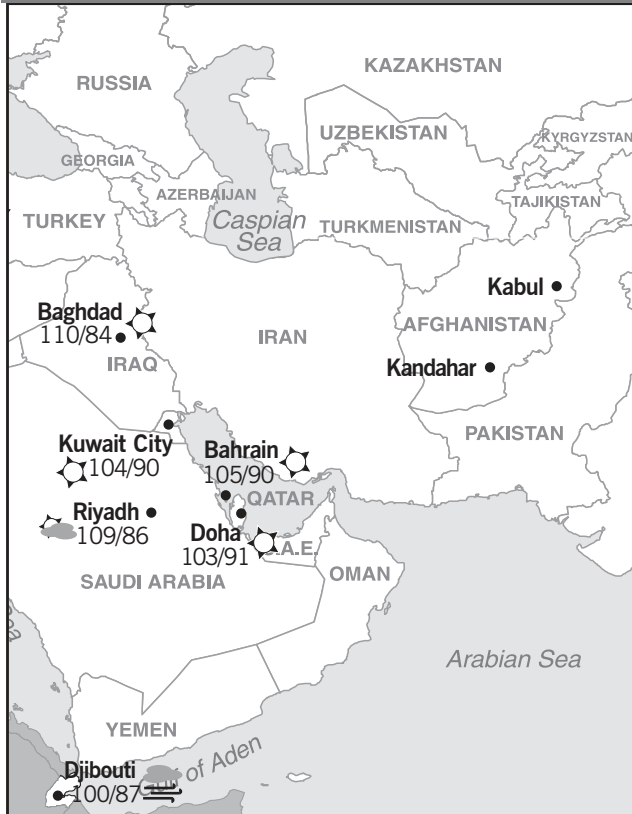 KAZAKHSTAN
RUSSIA
UZBEKISTAN
KYRGYZSTAN
GEORGIA
AZERBAIJAN
TAJIKISTAN
TURKEY
Caspian
Sea
TURKMENISTAN
Kabul
Baghdad
110/84
AFGHANISTAN
IRAN
IRAQ
Kandahar
PAKISTAN
Kuwait City
104/90
Bahrain
105/90
QATAR
Riyadh
109/86
Doha
103/91
U.A.E.
OMAN
SAUDI ARABIA
Arabian Sea
YEMEN
Gulf of Aden
Djibouti
100/87